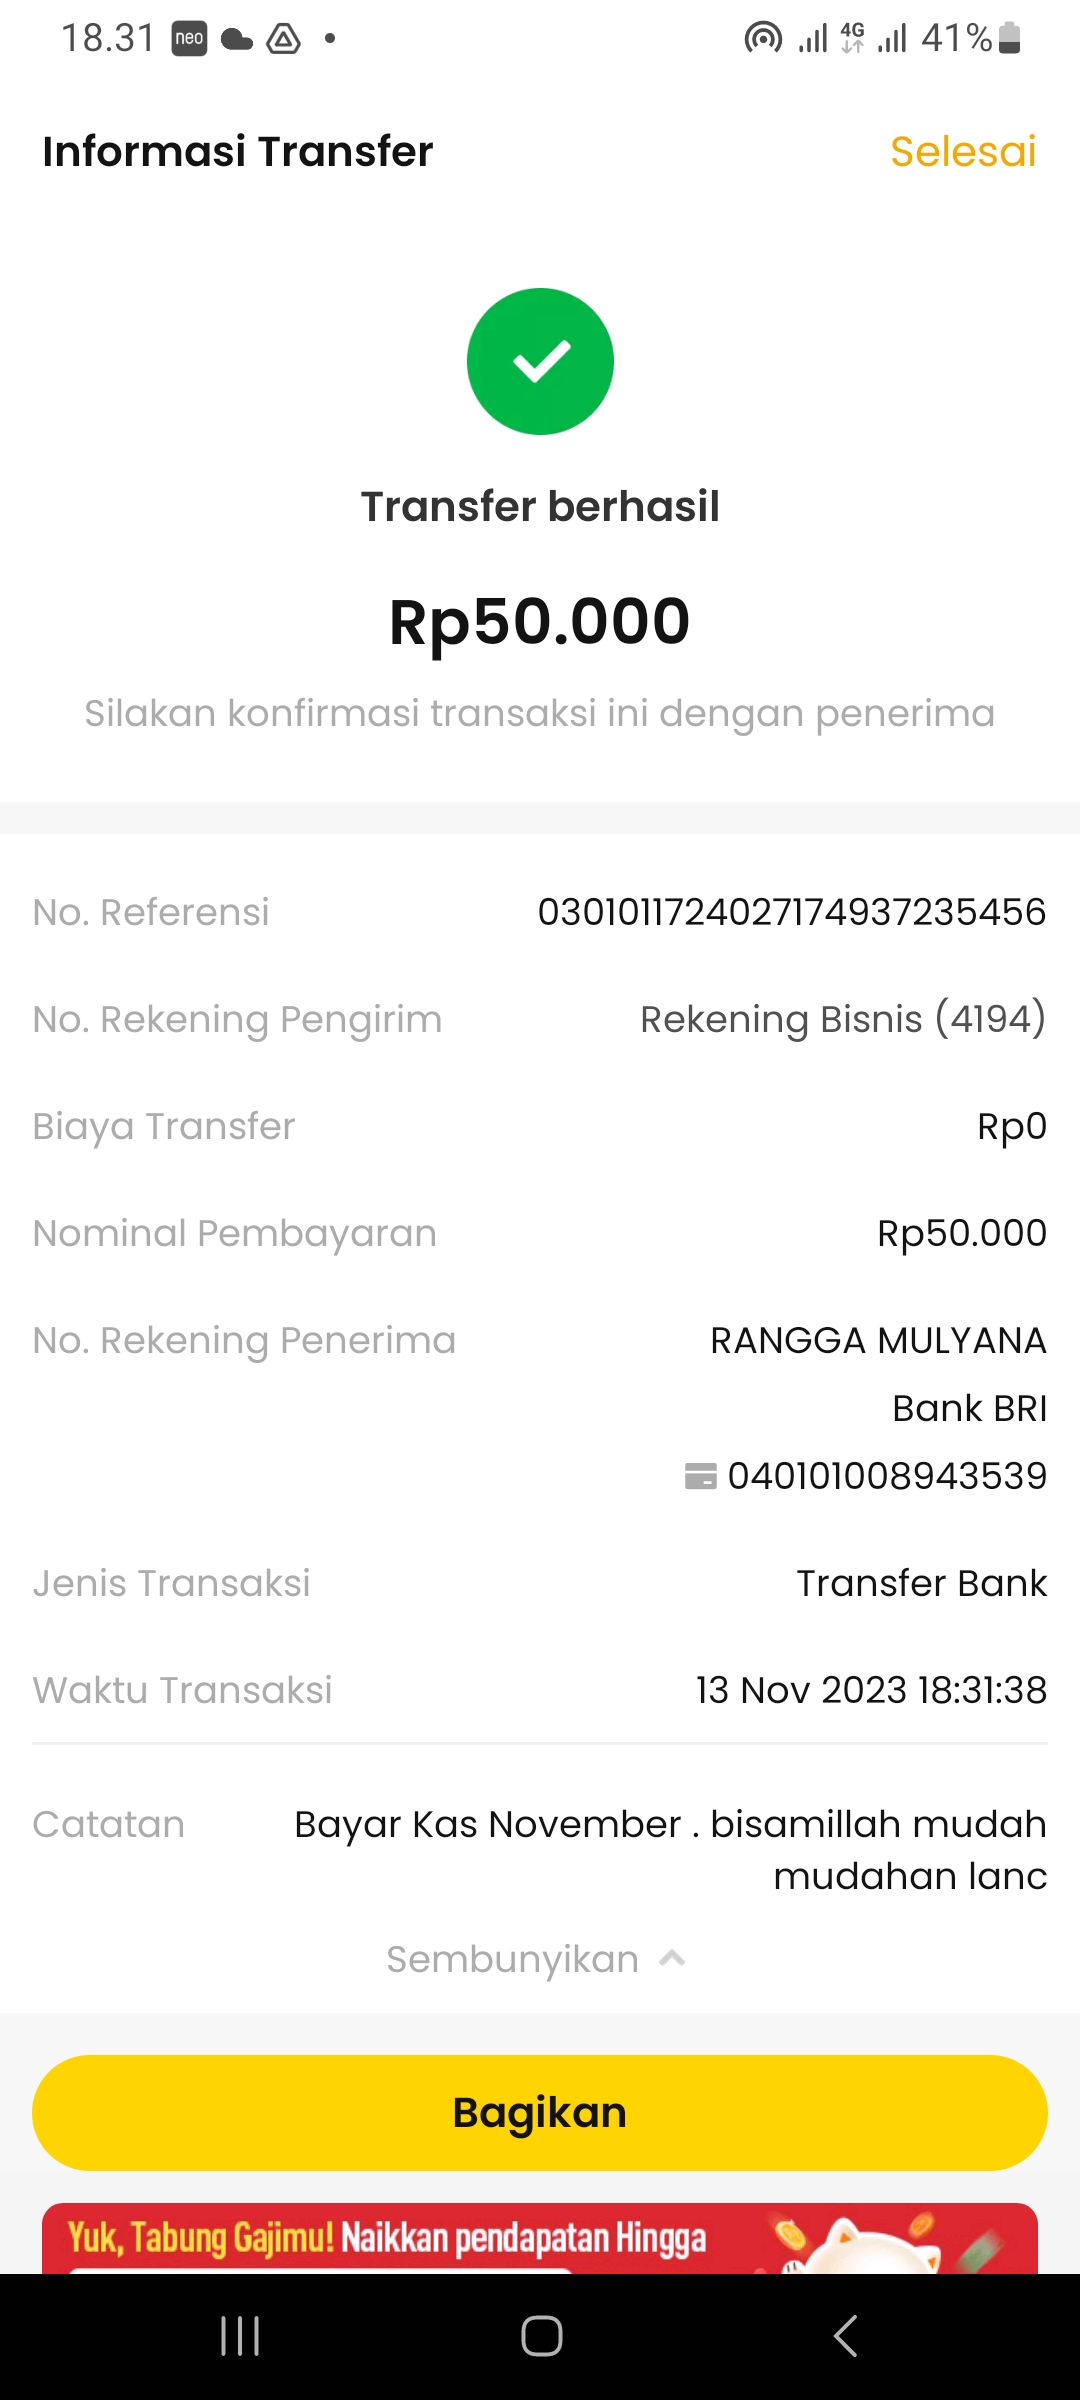 18.31 neo 4G 41%
Informasi Transfer Selesai
Transfer berhasil
Rp50.000
Silakan konfirmasi transaksi ini dengan penerima
No. Referensi 0301011724027174937235456
No. Rekening Pengirim Rekening Bisnis (4194)
Biaya Transfer Rp0
Nominal Pembayaran Rp50.000
No. Rekening Penerima RANGGA MULYANA
Bank BRI
040101008943539
Jenis Transaksi Transfer Bank
Waktu Transaksi 13 Nov 2023 18:31:38
Catatan Bayar Kas November . bisamillah mudah
mudahan lanc
Sembunyikan
Bagikan
Yuk, Tabung Gajimu! Naikkan pendapatan Hingga